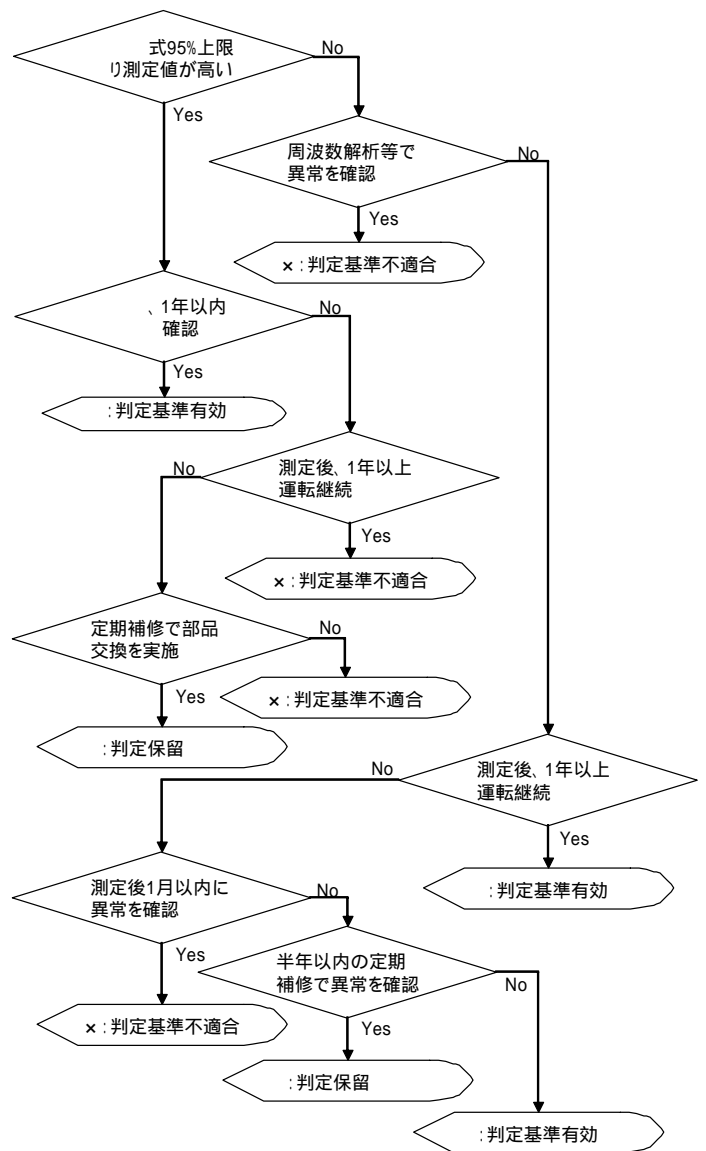 式95%上限
り測定値が高い
No
Yes
周波数解析等で
異常を確認
No
Yes
×:判定基準不適合
、1年以内
確認
No
Yes
:判定基準有効
測定後、1年以上
運転継続
No
Yes
×:判定基準不適合
定期補修で部品
交換を実施
No
Yes
×:判定基準不適合
:判定保留
測定後、1年以上
運転継続
No
Yes
:判定基準有効
測定後1月以内に
異常を確認
No
Yes
×:判定基準不適合
半年以内の定期
補修で異常を確認
No
Yes
:判定保留
:判定基準有効